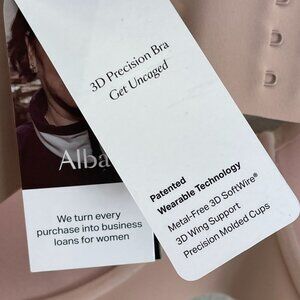 3D Precision Bra
Get Uncaged
Patented
Wearable Technology
Metal-Free 3D SoftWire®
3D Wing Support
Precision Molded Cups
We turn every
purchase into business
loans for women